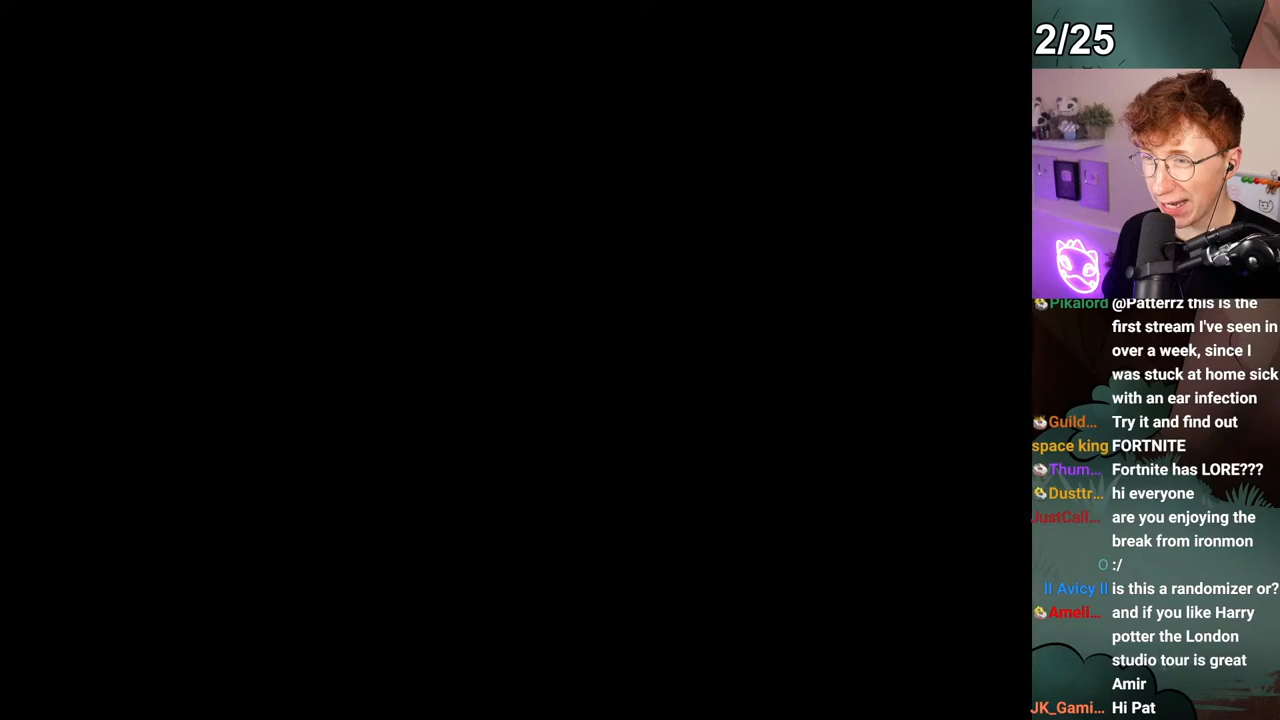 2/25
Pikalord @Patterrz this is the
first stream I've seen in
over a week, since I
was stuck at home sick
with an ear infection
Guild... Try it and find out
space king FORTNITE
Thum... Fortnite has LORE???
Dusttr... hi everyone
JustCall... are you enjoying the
break from ironmon
O :/
II Avicy II is this a randomizer or?
Ameli... and if you like Harry
potter the London
studio tour is great
Amir
JK_Gami... Hi Pat